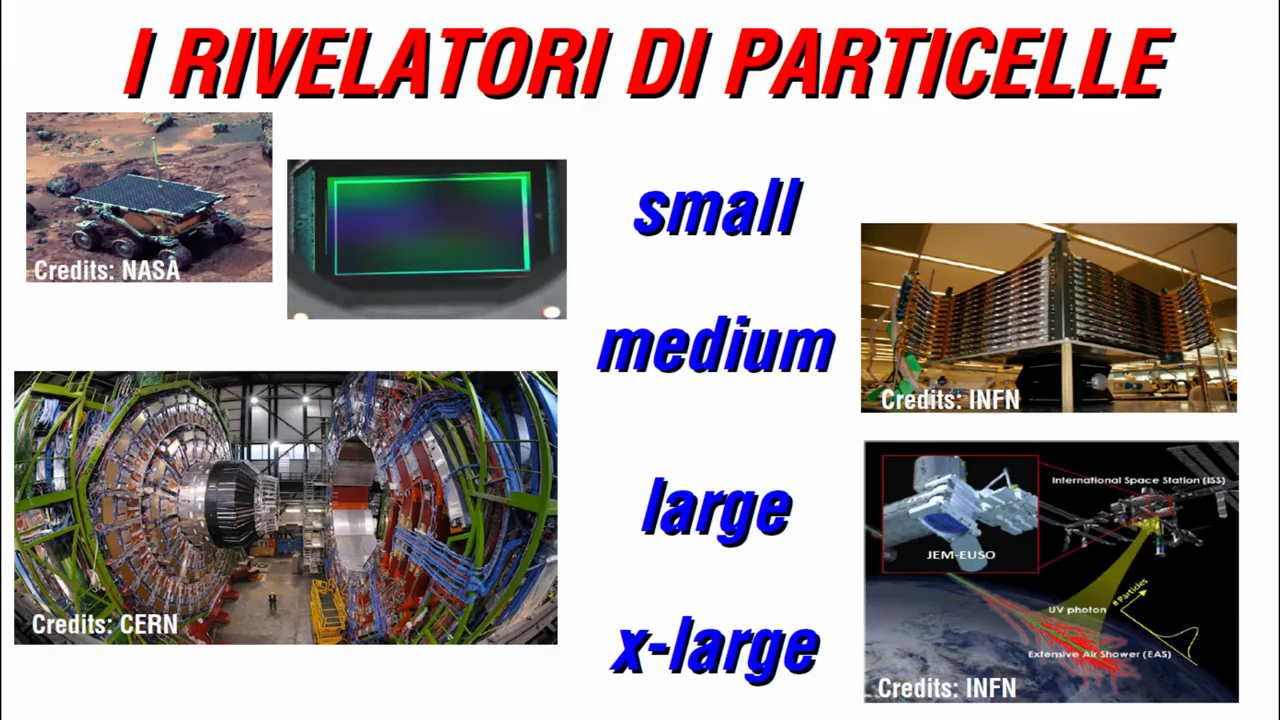 I RIVELATORI DI PARTICELLE
Credits: NASA
small
medium
large
x-large
Credits: INFN
Credits: CERN
International Space Station (ISS)
JEM-EUSO
# Particles
UV photon
Extensive Air Shower (EAS)
Credits: INFN